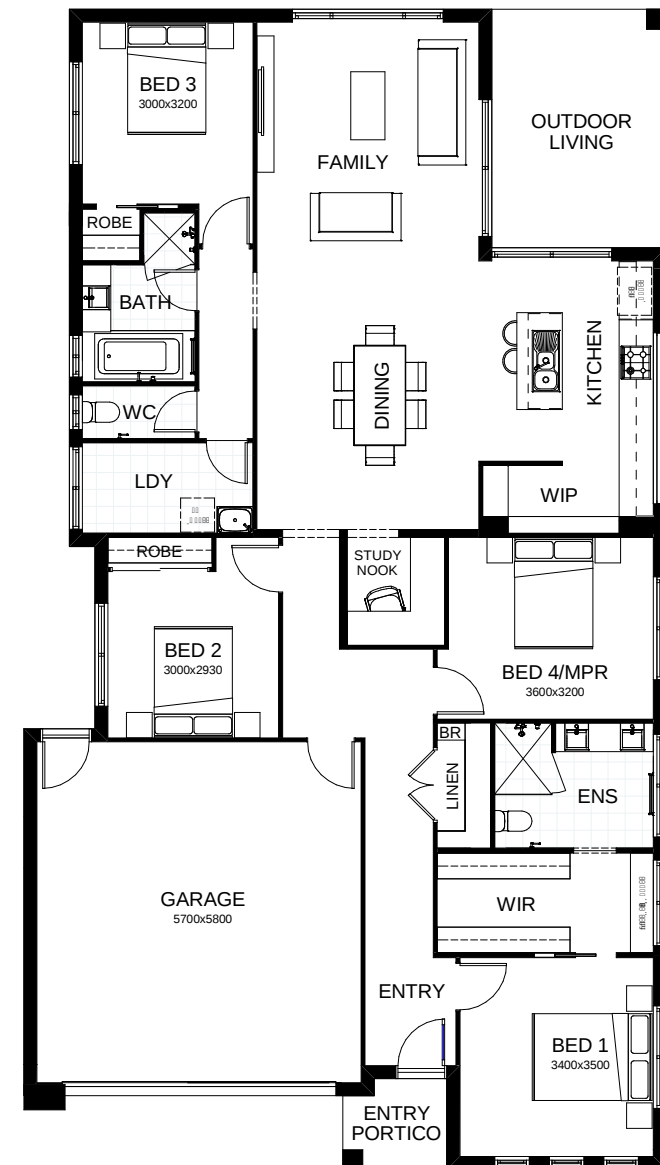 BED 3
3000x3200
OUTDOOR
LIVING
FAMILY
ROBE
BATH
KITCHEN
DINING
WC
LDY
WIP
ROBE
STUDY
NOOK
BED 2
3000x2930
BED 4/MPR
3600x3200
BR
LINEN
ENS
GARAGE
5700x5800
WIR
ENTRY
BED 1
3400x3500
ENTRY
PORTICO